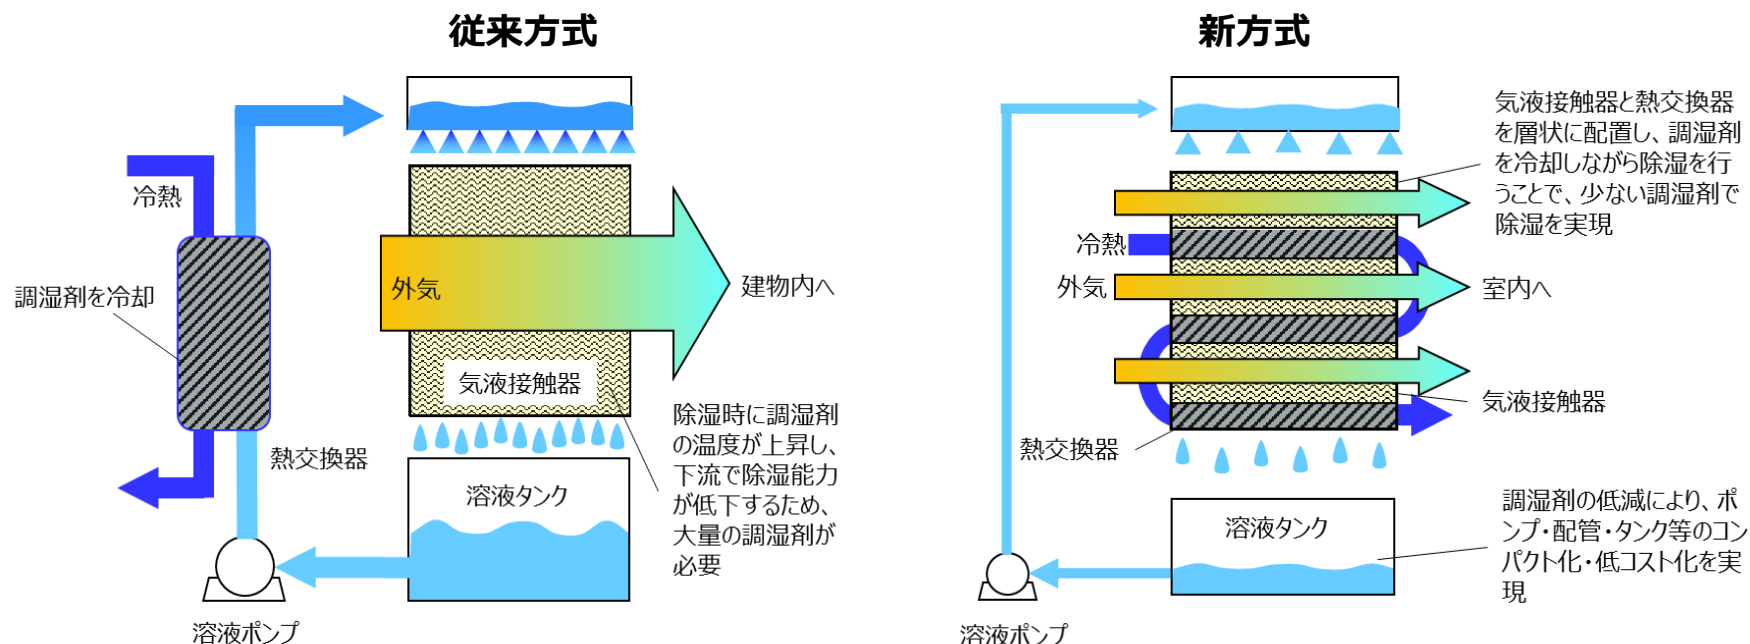 従来方式
冷熱
調湿剤を冷却
外気
建物内へ
気液接触器
除湿時に調湿剤
の温度が上昇し、
下流で除湿能力
が低下するため、
大量の調湿剤が
必要
熱交換器
溶液タンク
溶液ポンプ
新方式
気液接触器と熱交換器
を層状に配置し、調湿剤
を冷却しながら除湿を行
うことで、少ない調湿剤で
除湿を実現
冷熱
外気
室内へ
気液接触器
熱交換器
溶液タンク
調湿剤の低減により、ポ
ンプ・配管・タンク等のコン
パクト化・低コスト化を実
現
溶液ポンプ